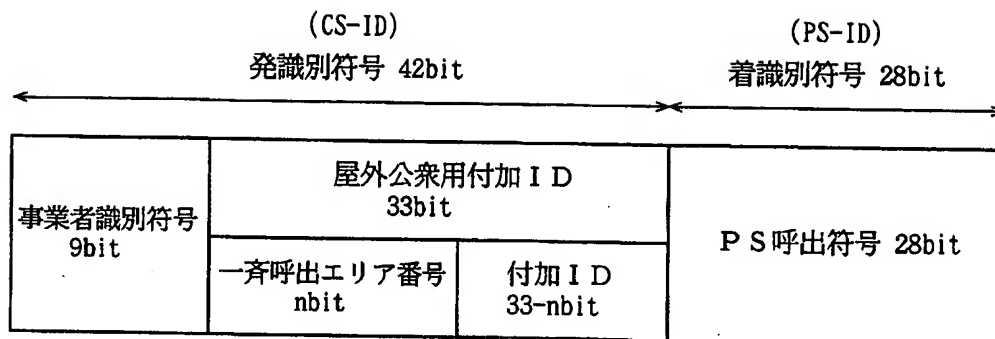 (CS-ID)
発識別符号 42bit
(PS-ID)
着識別符号 28bit
事業者識別符号
9bit
屋外公衆用付加ＩＤ
33bit
一斉呼出エリア番号
nbit
付加ＩＤ
33-nbit
ＰＳ呼出符号 28bit